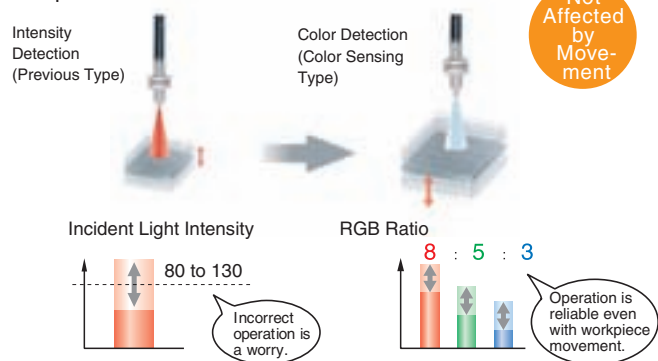 Not
Affected
by
Move-
ment
Intensity
Detection
(Previous Type)
Color Detection
(Color Sensing
Type)
Incident Light Intensity
80 to 130
Incorrect
operation is
a worry.
RGB Ratio
8 : 5 : 3
Operation is
reliable even
with workpiece
movement.